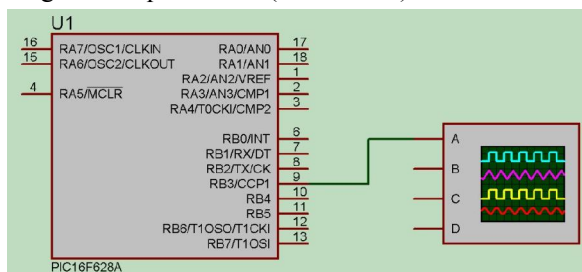 U1
16 RA7/OSC1/CLKIN RA0/AN0 17
15 RA6/OSC2/CLKOUT RA1/AN1 18
RA2/AN2/VREF 1
4 RA5/MCLR RA3/AN3/CMP1 2
RA4/T0CKI/CMP2 3
RB0/INT 6
RB1/RX/DT 7
RB2/TX/CK 8
RB3/CCP1 9
RB4 10
RB5 11
RB6/T1OSO/T1CKI 12
RB7/T1OSI 13
PIC16F628A
A
B
C
D